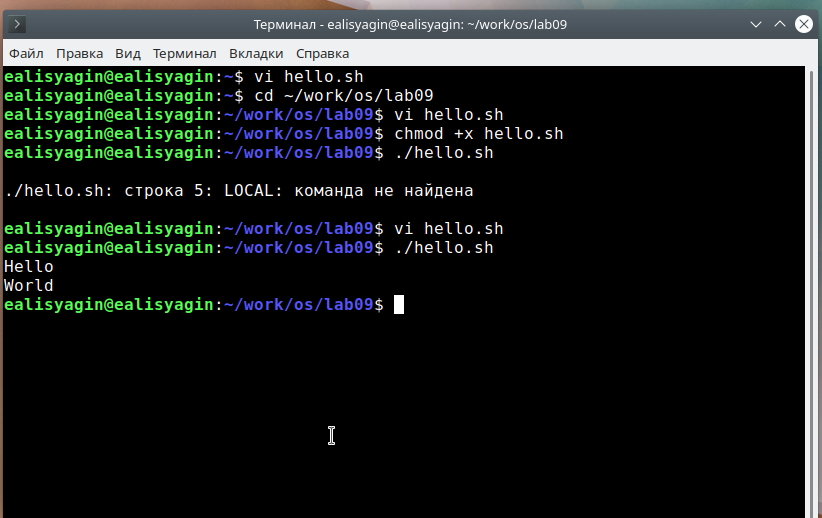 Терминал - ealisyagin@ealisyagin: ~/work/os/lab09
Файл Правка Вид Терминал Вкладки Справка
ealisyagin@ealisyagin:~$ vi hello.sh
ealisyagin@ealisyagin:~$ cd ~/work/os/lab09
ealisyagin@ealisyagin:~/work/os/lab09$ vi hello.sh
ealisyagin@ealisyagin:~/work/os/lab09$ chmod +x hello.sh
ealisyagin@ealisyagin:~/work/os/lab09$ ./hello.sh
./hello.sh: строка 5: LOCAL: команда не найдена
ealisyagin@ealisyagin:~/work/os/lab09$ vi hello.sh
ealisyagin@ealisyagin:~/work/os/lab09$ ./hello.sh
Hello
World
ealisyagin@ealisyagin:~/work/os/lab09$